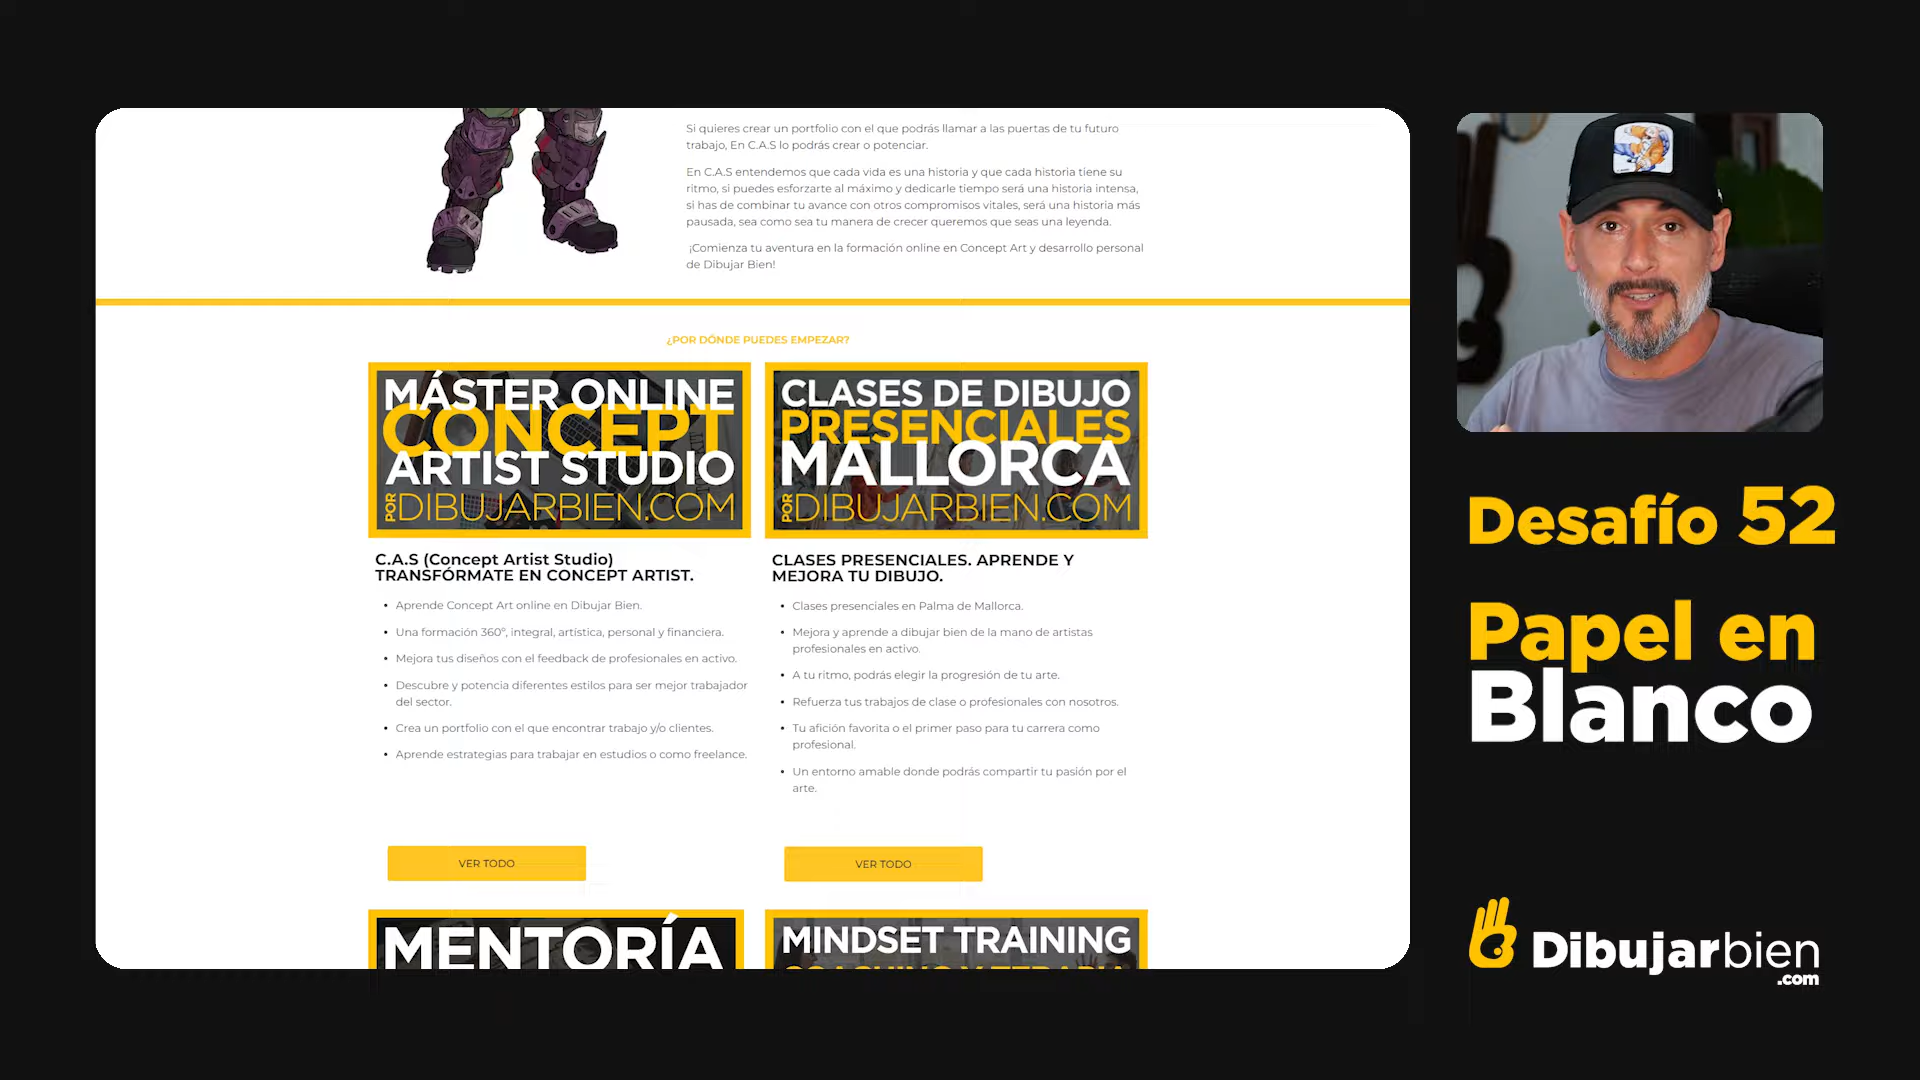 Si quieres crear un portfolio con el que podrás llamar a las puertas de tu futuro
trabajo, En C.A.S lo podrás crear o potenciar.
En C.A.S entendemos que cada vida es una historia y que cada historia tiene su
ritmo, si puedes esforzarte al máximo y dedicarle tiempo será una historia intensa,
si has de combinar tu avance con otros compromisos vitales, será una historia más
pausada, sea como sea tu manera de crecer queremos que seas una leyenda.
¡Comienza tu aventura en la formación online en Concept Art y desarrollo personal
de Dibujar Bien!
¿POR DÓNDE PUEDES EMPEZAR?
MÁSTER ONLINE
CONCEPT
ARTIST STUDIO
POR DIBUJARBIEN.COM
C.A.S (Concept Artist Studio)
TRANSFÓRMATE EN CONCEPT ARTIST.
• Aprende Concept Art online en Dibujar Bien.
• Una formación 360º, integral, artística, personal y financiera.
• Mejora tus diseños con el feedback de profesionales en activo.
• Descubre y potencia diferentes estilos para ser mejor trabajador
del sector.
• Crea un portfolio con el que encontrar trabajo y/o clientes.
• Aprende estrategias para trabajar en estudios o como freelance.
VER TODO
CLASES DE DIBUJO
PRESENCIALES
MALLORCA
POR DIBUJARBIEN.COM
CLASES PRESENCIALES. APRENDE Y
MEJORA TU DIBUJO.
• Clases presenciales en Palma de Mallorca.
• Mejora y aprende a dibujar bien de la mano de artistas
profesionales en activo.
• A tu ritmo, podrás elegir la progresión de tu arte.
• Refuerza tus trabajos de clase o profesionales con nosotros.
• Tu afición favorita o el primer paso para tu carrera como
profesional.
• Un entorno amable donde podrás compartir tu pasión por el
arte.
VER TODO
MENTORÍA
MINDSET TRAINING
COACHING Y TERAPIA
Desafío 52
Papel en
Blanco
Dibujarbien
.com